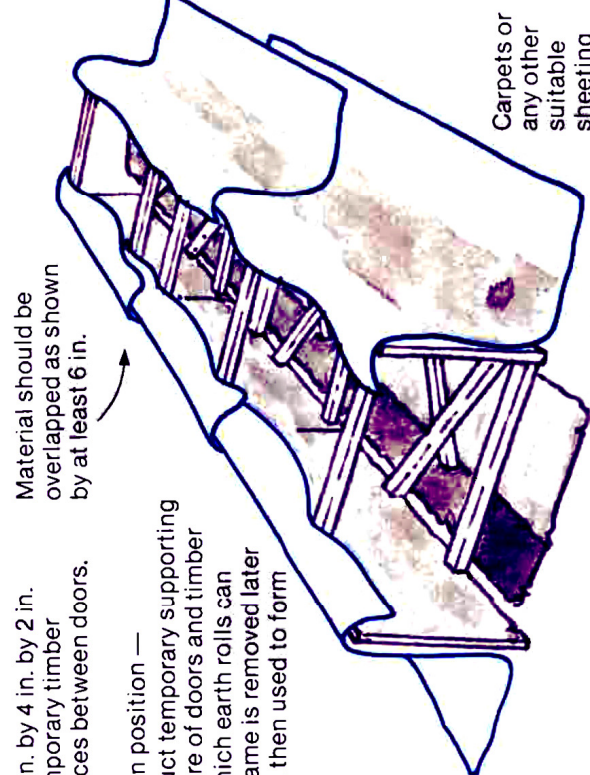 n. by 4 in. by 2 in.
mporary timber
ces between doors.
n position —
uct temporary supporting
re of doors and timber
hich earth rolls can
ame is removed later
then used to form
Material should be
overlapped as shown
by at least 6 in.
Carpets or
any other
suitable
sheeting